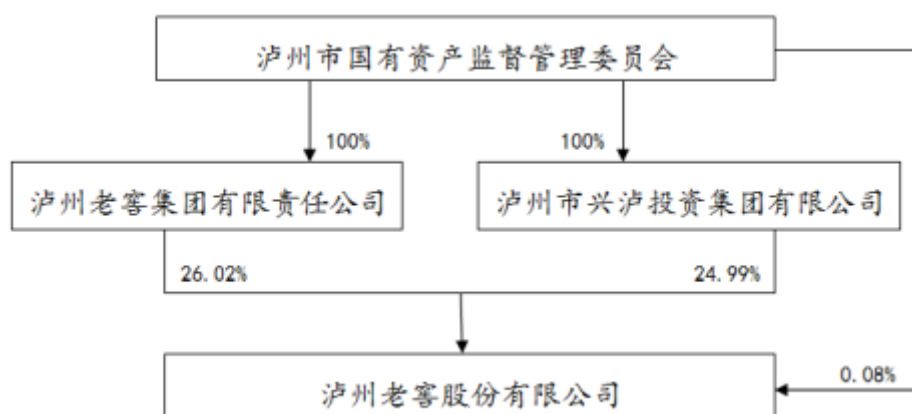 泸州市国有资产监督管理委员会
100%
100%
泸州老窖集团有限责任公司
泸州市兴泸投资集团有限公司
26.02%
24.99%
泸州老窖股份有限公司
0.08%